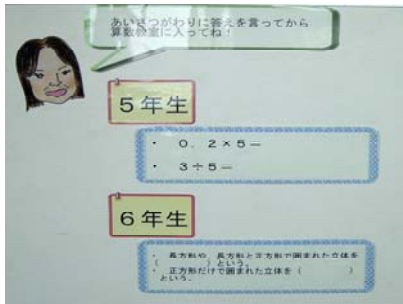 あいさつがわりに答えを言ってから
算数教室に入ってね！
5年生
・ 0．2×5＝
・ 3÷5＝
6年生
・ 長方形や、長方形と正方形で囲まれた立体を
（　　　　）という。
・ 正方形だけで囲まれた立体を（　　　　）
という。